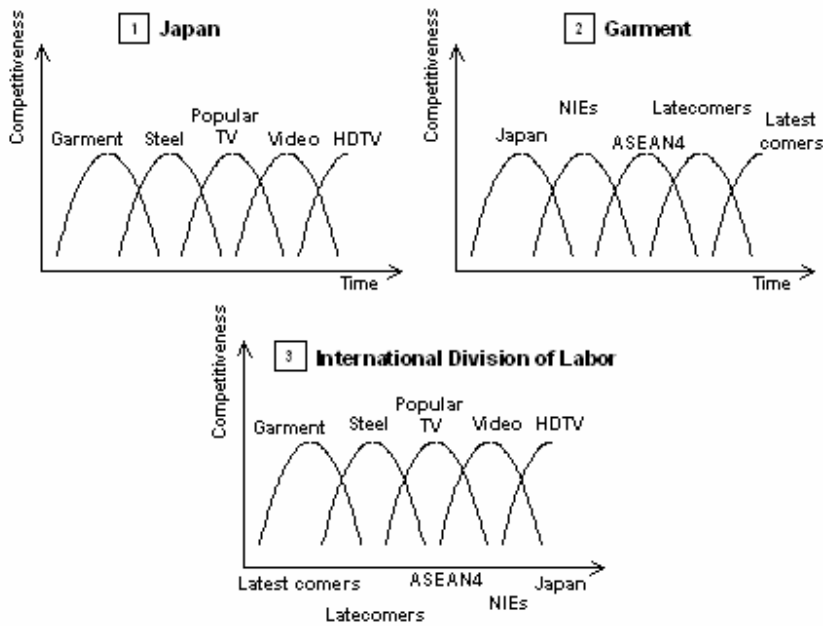 1 Japan
Competitiveness
Garment
Steel
Popular
TV
Video
HDTV
Time
2 Garment
Competitiveness
Japan
NIEs
ASEAN4
Latecomers
Latest
comers
Time
3 International Division of Labor
Competitiveness
Garment
Steel
Popular
TV
Video
HDTV
Latest comers
Latecomers
ASEAN4
NIEs
Japan